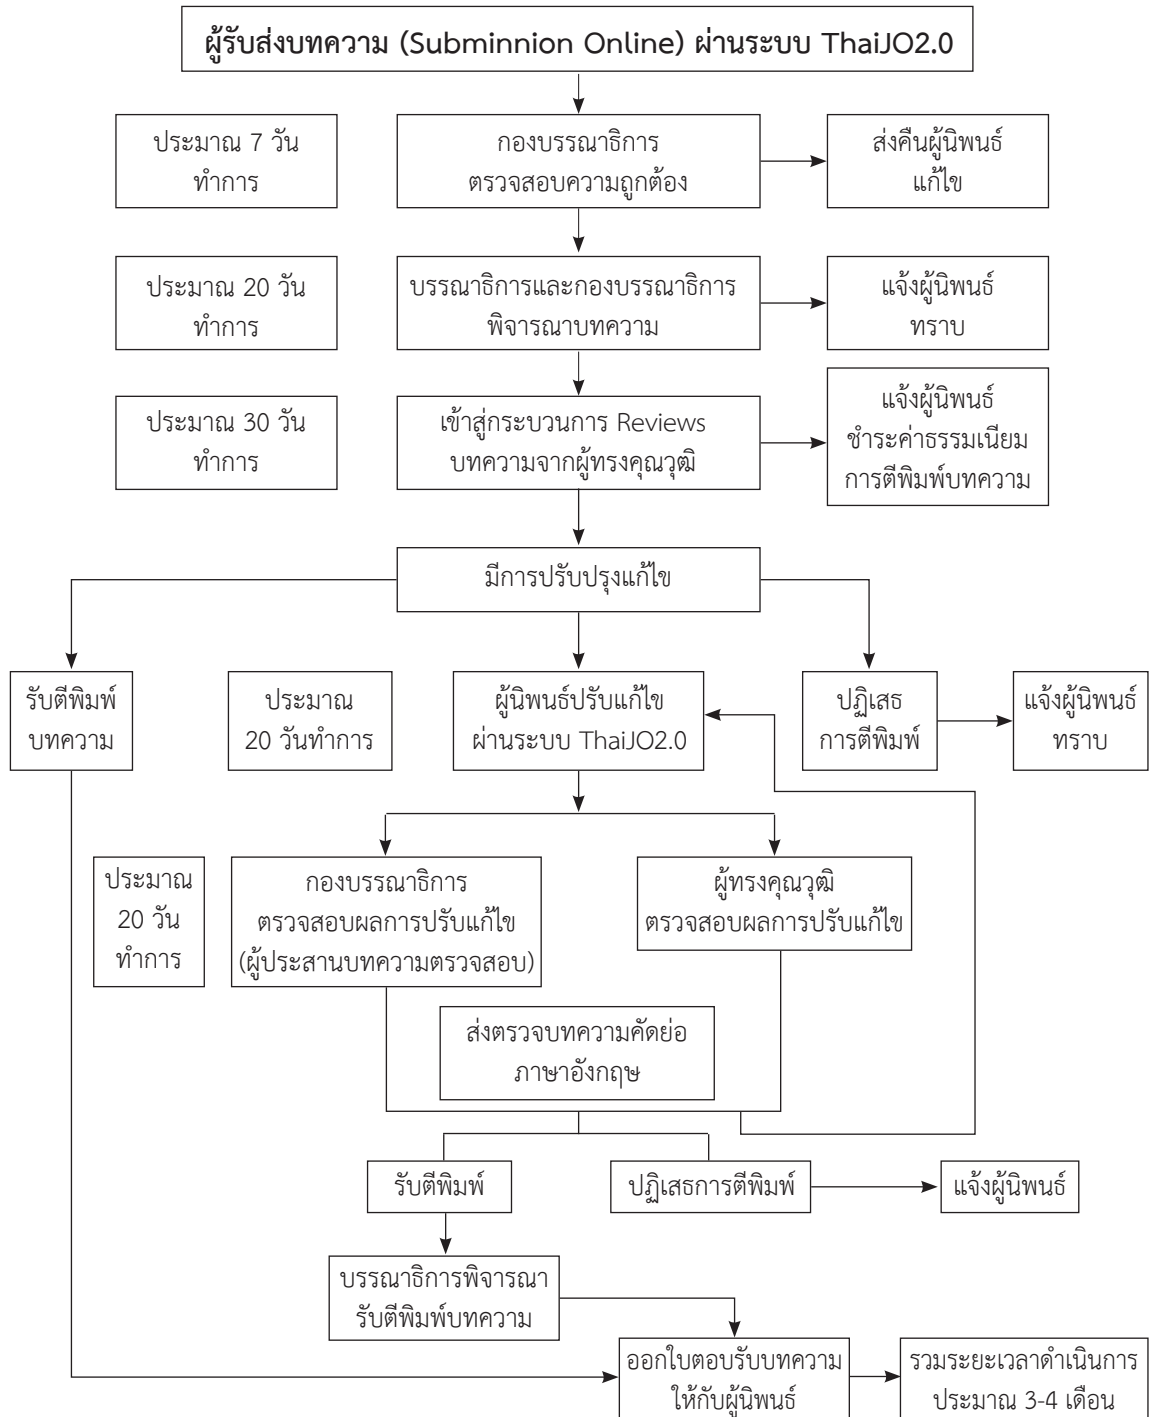 ผู้รับส่งบทความ (Subminnion Online) ผ่านระบบ ThaiJO2.0
ประมาณ 7 วัน
ทำการ
กองบรรณาธิการ
ตรวจสอบความถูกต้อง
ส่งคืนผู้นิพนธ์
แก้ไข
ประมาณ 20 วัน
ทำการ
บรรณาธิการและกองบรรณาธิการ
พิจารณาบทความ
แจ้งผู้นิพนธ์
ทราบ
ประมาณ 30 วัน
ทำการ
เข้าสู่กระบวนการ Reviews
บทความจากผู้ทรงคุณวุฒิ
แจ้งผู้นิพนธ์
ชำระค่าธรรมเนียม
การตีพิมพ์บทความ
มีการปรับปรุงแก้ไข
รับตีพิมพ์
บทความ
ประมาณ
20 วันทำการ
ผู้นิพนธ์ปรับแก้ไข
ผ่านระบบ ThaiJO2.0
ปฏิเสธ
การตีพิมพ์
แจ้งผู้นิพนธ์
ทราบ
ประมาณ
20 วัน
ทำการ
กองบรรณาธิการ
ตรวจสอบผลการปรับแก้ไข
(ผู้ประสานบทความตรวจสอบ)
ผู้ทรงคุณวุฒิ
ตรวจสอบผลการปรับแก้ไข
ส่งตรวจบทความคัดย่อ
ภาษาอังกฤษ
รับตีพิมพ์
ปฏิเสธการตีพิมพ์
แจ้งผู้นิพนธ์
บรรณาธิการพิจารณา
รับตีพิมพ์บทความ
ออกใบตอบรับบทความ
ให้กับผู้นิพนธ์
รวมระยะเวลาดำเนินการ
ประมาณ 3-4 เดือน